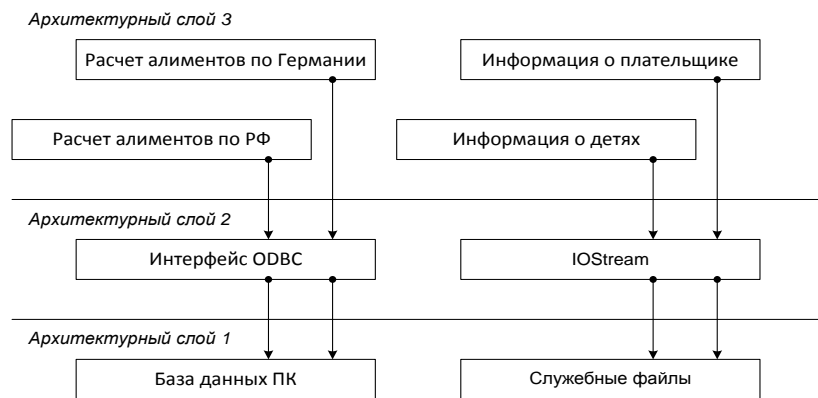 Архитектурный слой 3
Расчет алиментов по Германии
Информация о плательщике
Расчет алиментов по РФ
Информация о детях
Архитектурный слой 2
Интерфейс ODBC
IOStream
Архитектурный слой 1
База данных ПК
Служебные файлы